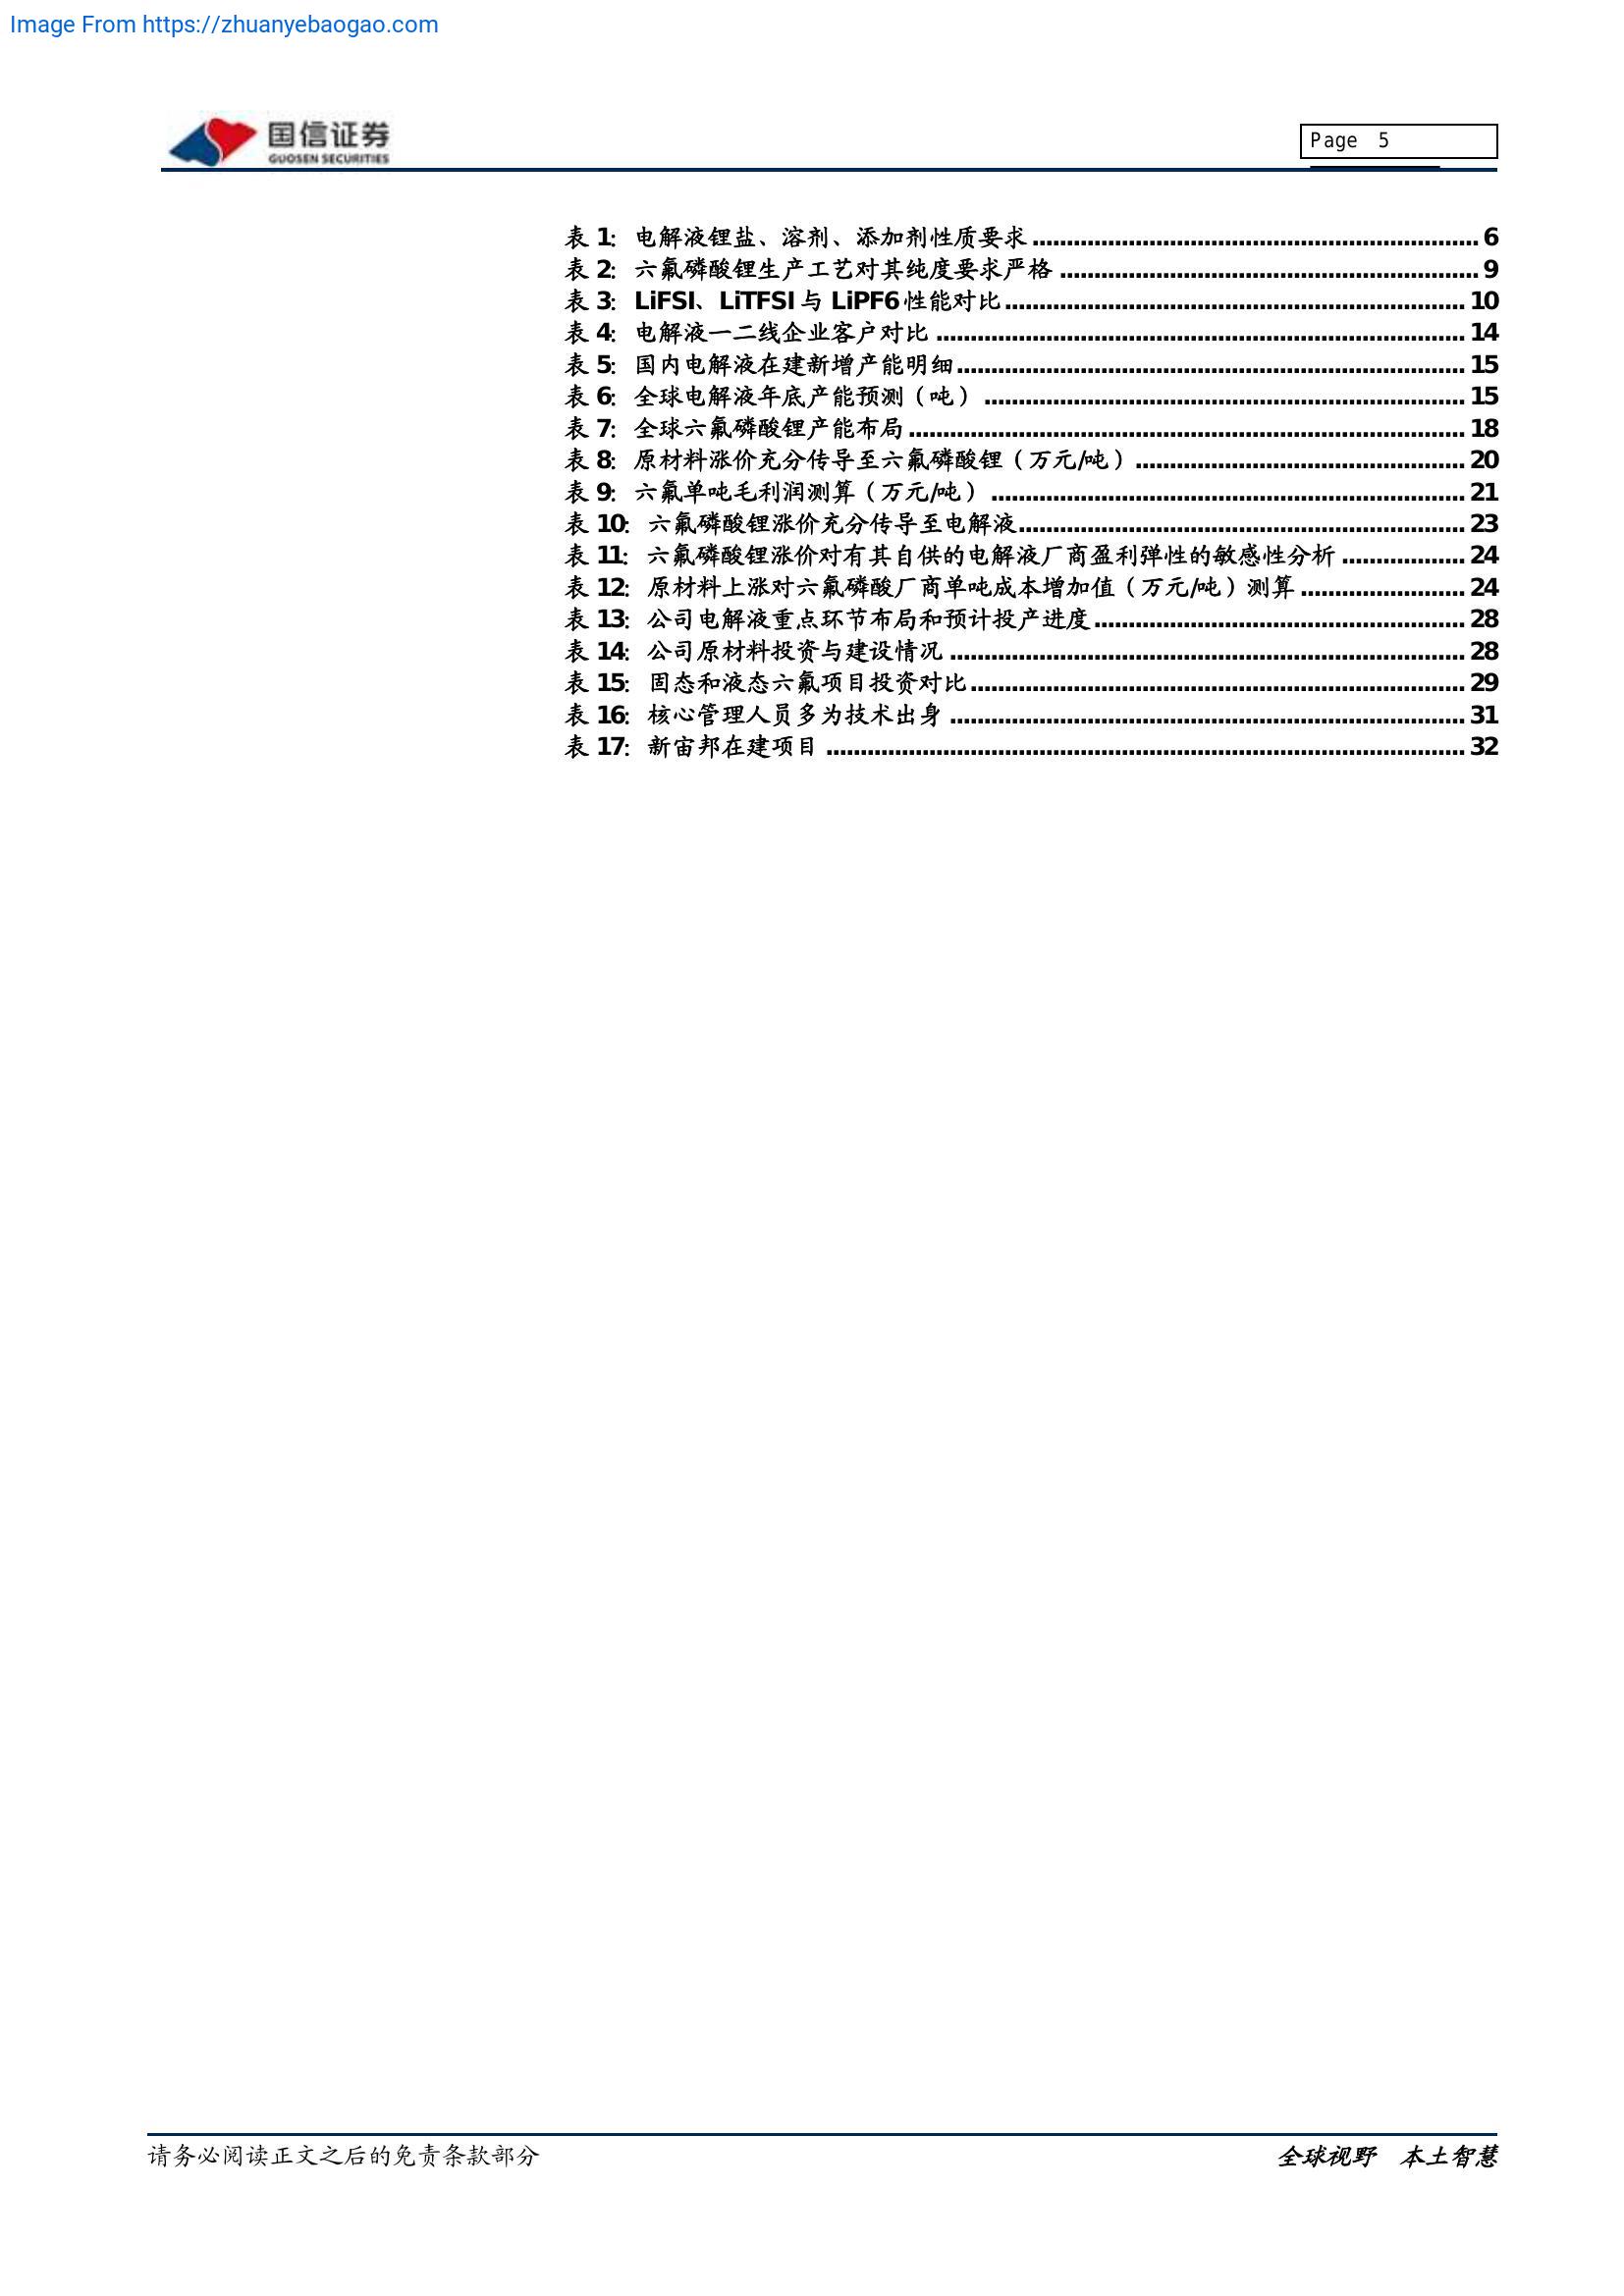 Image From https://zhuanyebaogao.com
国信证券
GUOSEN SECURITIES
Page 5
表 1: 电解液锂盐、溶剂、添加剂性质要求 6
表 2: 六氟磷酸锂生产工艺对其纯度要求严格 9
表 3: LiFSI、LiTFSI 与 LiPF6 性能对比 10
表 4: 电解液一二线企业客户对比 14
表 5: 国内电解液在建新增产能明细 15
表 6: 全球电解液年底产能预测（吨） 15
表 7: 全球六氟磷酸锂产能布局 18
表 8: 原材料涨价充分传导至六氟磷酸锂（万元/吨） 20
表 9: 六氟单吨毛利润测算（万元/吨） 21
表 10: 六氟磷酸锂涨价充分传导至电解液 23
表 11: 六氟磷酸锂涨价对有其自供的电解液厂商盈利弹性的敏感性分析 24
表 12: 原材料上涨对六氟磷酸厂商单吨成本增加值（万元/吨）测算 24
表 13: 公司电解液重点环节布局和预计投产进度 28
表 14: 公司原材料投资与建设情况 28
表 15: 固态和液态六氟项目投资对比 29
表 16: 核心管理人员多为技术出身 31
表 17: 新宙邦在建项目 32
请务必阅读正文之后的免责条款部分
全球视野 本土智慧